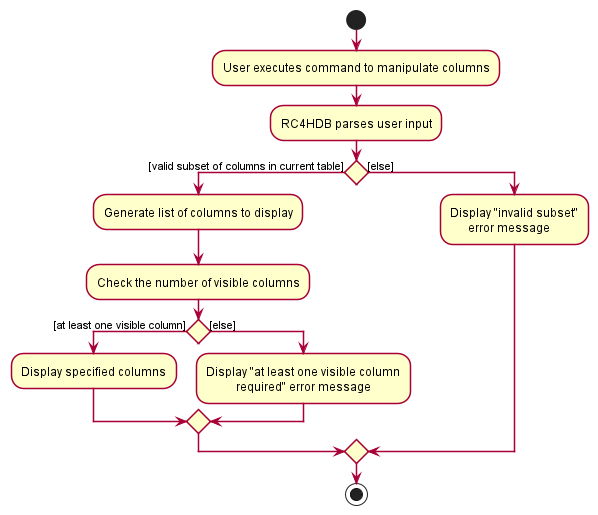 User executes command to manipulate columns
RC4HDB parses user input
[valid subset of columns in current table]
[else]
Generate list of columns to display
Display "invalid subset"
error message
Check the number of visible columns
[at least one visible column]
[else]
Display specified columns
Display "at least one visible column
required" error message